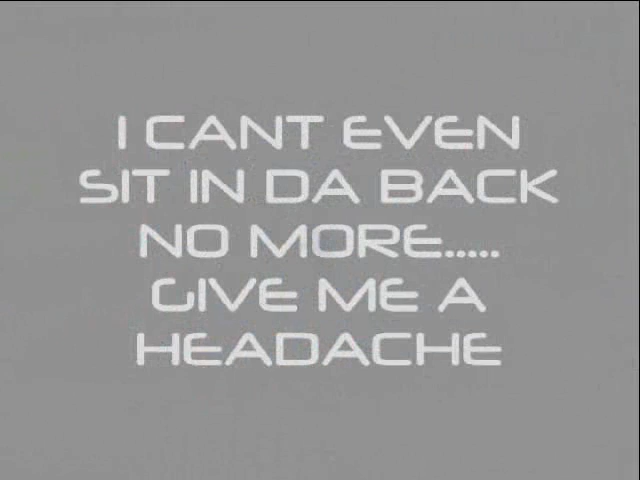 I CANT EVEN
SIT IN DA BACK
NO MORE.....
GIVE ME A
HEADACHE